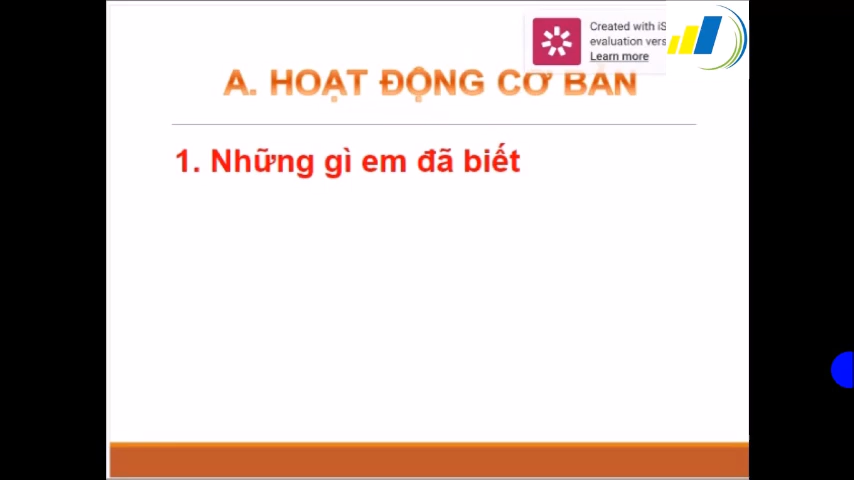 Created with iS
evaluation vers
Learn more
A. HOẠT ĐỘNG CƠ BẢN
1. Những gì em đã biết